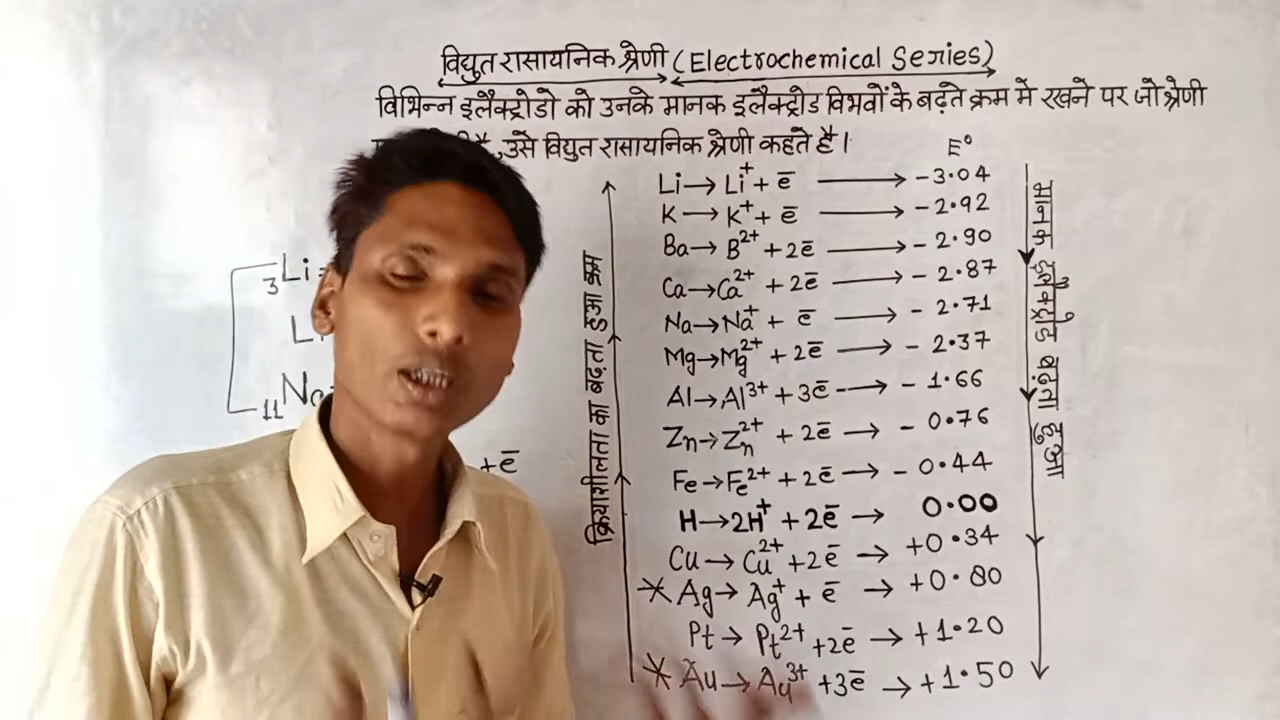 विद्युत रासायनिक श्रेणी (Electrochemical Series)
विभिन्न इलैक्ट्रोडो को उनके मानक इलैक्ट्रोड विभवों के बढ़ते क्रम में रखने पर जो श्रेणी
,उसे विद्युत रासायनिक श्रेणी कहते है।
E°
Li→ Li⁺ + ē → -3.04
K → K⁺ + ē → -2.92
Ba→ B²⁺ + 2ē → -2.90
Ca→Ca²⁺ + 2ē → -2.87
Na→Na⁺ + ē → -2.71
Mg→Mg²⁺ + 2ē → -2.37
Al→Al³⁺ + 3ē → -1.66
Zn→Zn²⁺ + 2ē → -0.76
Fe→Fe²⁺ + 2ē → -0.44
H→2H⁺ + 2ē → 0.00
Cu→Cu²⁺ + 2ē → +0.34
* Ag→ Ag⁺ + ē → +0.80
Pt → Pt²⁺ + 2ē → +1.20
* Au→Au³⁺ + 3ē → +1.50
क्रियाशीलता का बढ़ता हुआ क्रम
मानक इलैक्ट्रोड बढ़ता हुआ
₃Li
L
₁₁Na
+ē